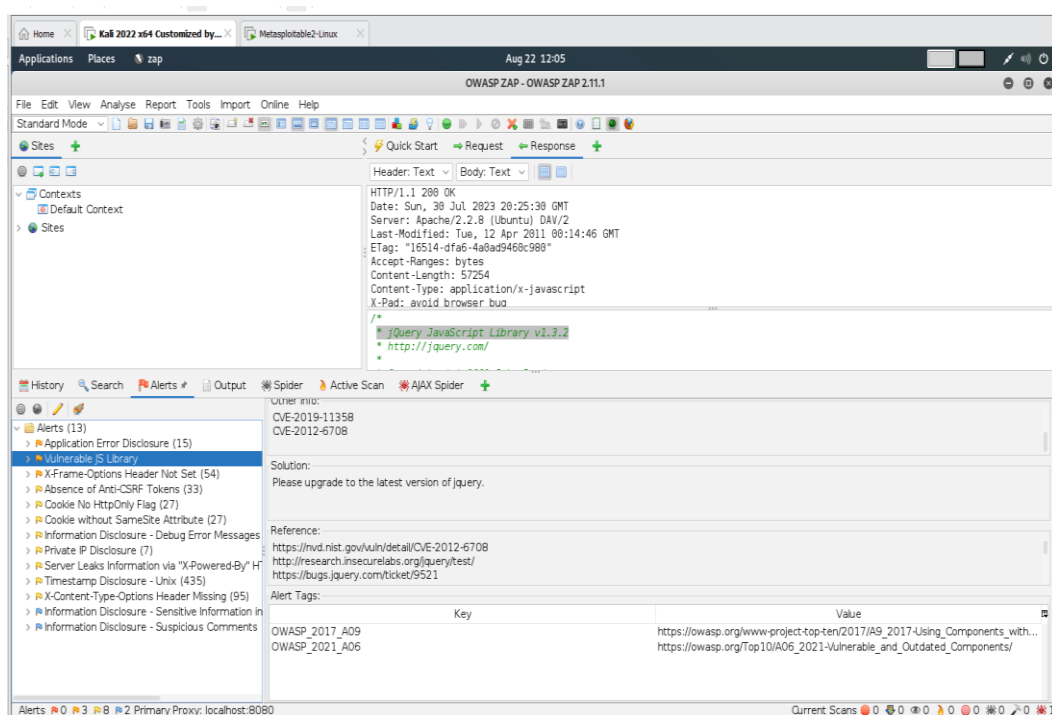 Home
Kali 2022 x64 Customized by...
Metasploitable2-Linux
Applications Places zap Aug 22 12:05
OWASP ZAP - OWASP ZAP 2.11.1
File Edit View Analyse Report Tools Import Online Help
Standard Mode
Sites
Quick Start Request Response
Header: Text Body: Text
Contexts
Default Context
Sites
HTTP/1.1 200 OK
Date: Sun, 30 Jul 2023 20:25:30 GMT
Server: Apache/2.2.8 (Ubuntu) DAV/2
Last-Modified: Tue, 12 Apr 2011 00:14:46 GMT
ETag: "16514-dfa6-4a0ad9460c980"
Accept-Ranges: bytes
Content-Length: 57254
Content-Type: application/x-javascript
X-Pad: avoid browser bug
/*
* jQuery JavaScript Library v1.3.2
* http://jquery.com/
*
History Search Alerts Output Spider Active Scan AJAX Spider
Alerts (13)
Application Error Disclosure (15)
Vulnerable JS Library
X-Frame-Options Header Not Set (54)
Absence of Anti-CSRF Tokens (33)
Cookie No HttpOnly Flag (27)
Cookie without SameSite Attribute (27)
Information Disclosure - Debug Error Messages
Private IP Disclosure (7)
Server Leaks Information via "X-Powered-By" H
Timestamp Disclosure - Unix (435)
X-Content-Type-Options Header Missing (95)
Information Disclosure - Sensitive Information in
Information Disclosure - Suspicious Comments
Other info:
CVE-2019-11358
CVE-2012-6708
Solution:
Please upgrade to the latest version of jquery.
Reference:
https://nvd.nist.gov/vuln/detail/CVE-2012-6708
http://research.insecurelabs.org/jquery/test/
https://bugs.jquery.com/ticket/9521
Alert Tags:
Key Value
OWASP_2017_A09 https://owasp.org/www-project-top-ten/2017/A9_2017-Using_Components_with...
OWASP_2021_A06 https://owasp.org/Top10/A06_2021-Vulnerable_and_Outdated_Components/
Alerts 0 3 8 2 Primary Proxy: localhost:8080 Current Scans 0 0 0 0 0 0 0 1